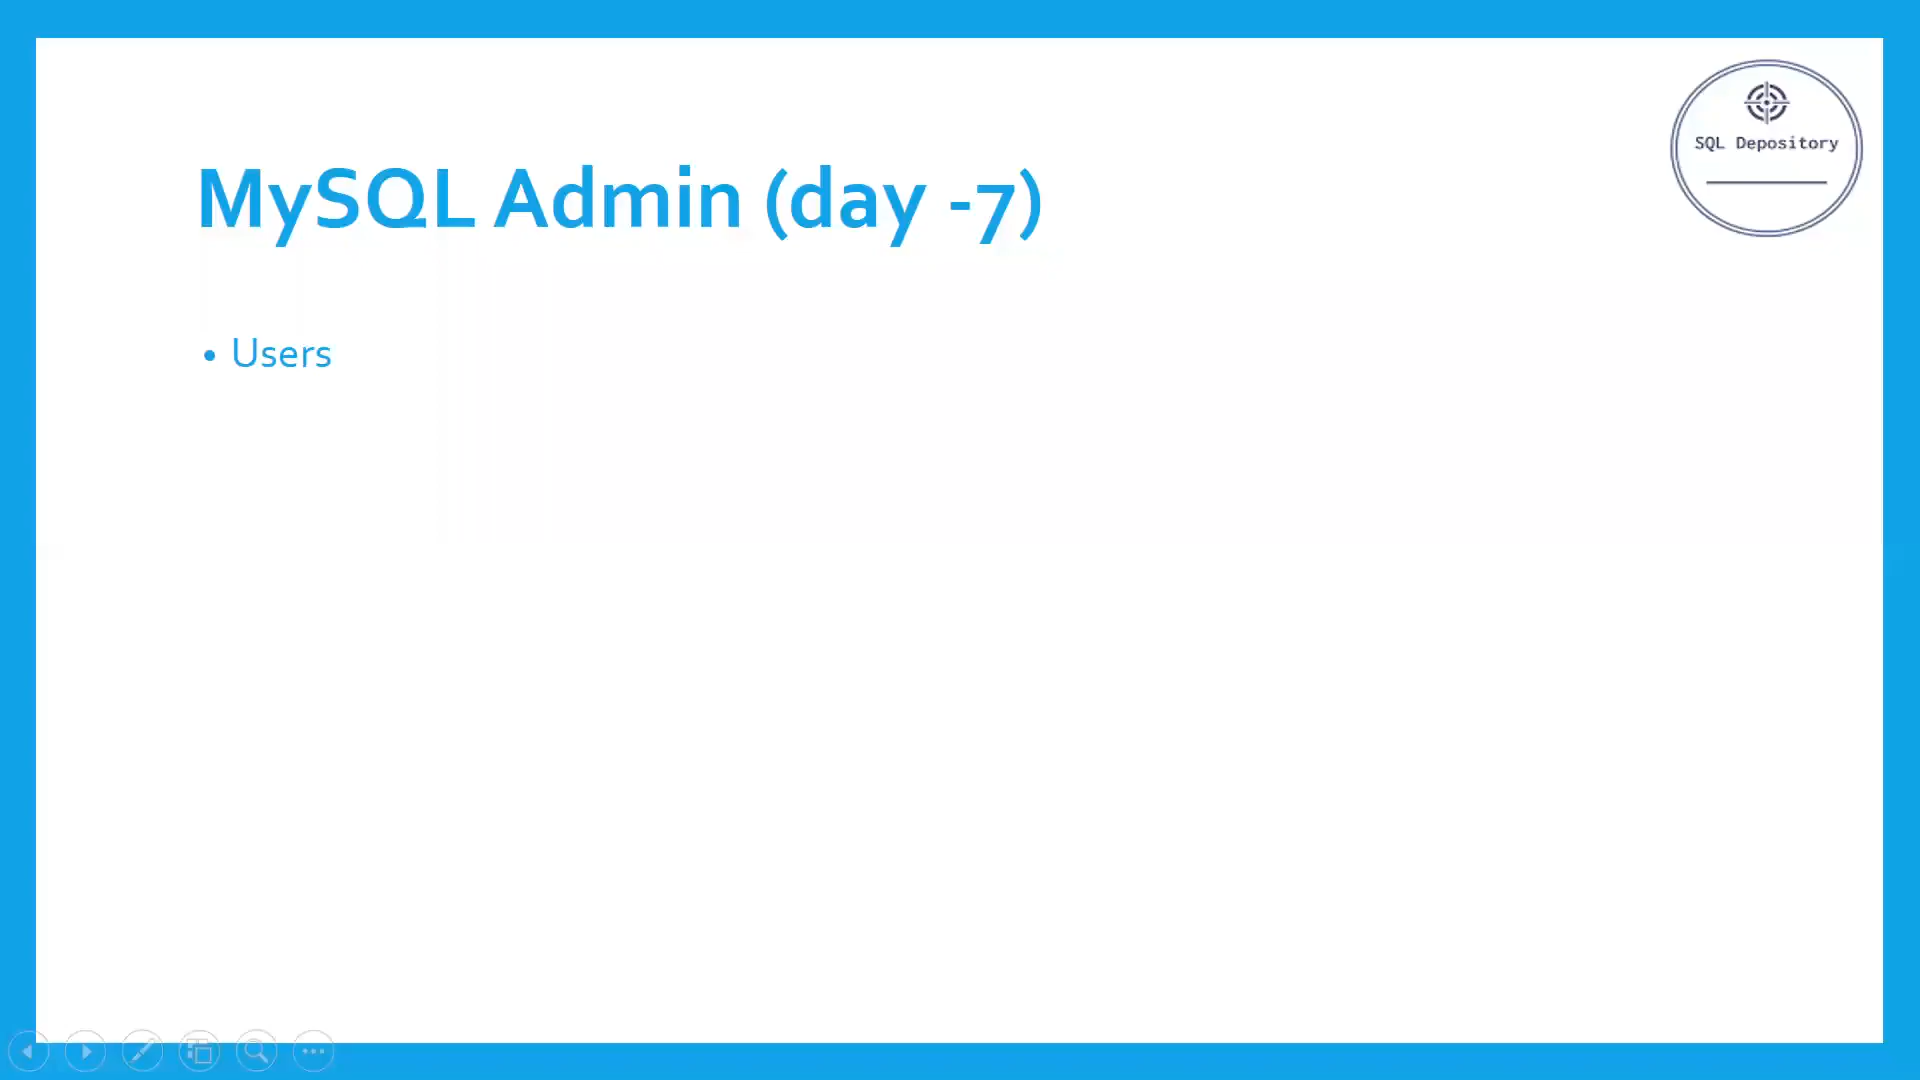 SQL Depository
MySQL Admin (day -7)
• Users